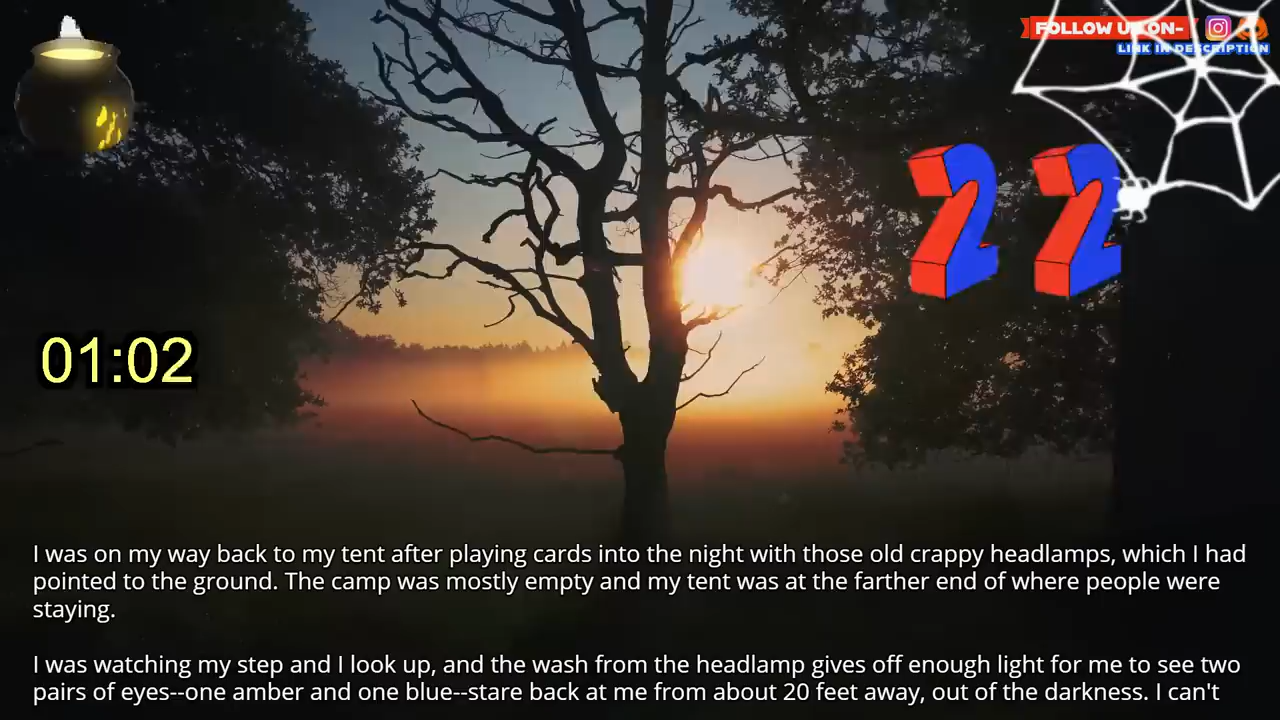 FOLLOW US ON-
LINK IN DESCRIPTION
22
01:02
I was on my way back to my tent after playing cards into the night with those old crappy headlamps, which I had
pointed to the ground. The camp was mostly empty and my tent was at the farther end of where people were
staying.
I was watching my step and I look up, and the wash from the headlamp gives off enough light for me to see two
pairs of eyes--one amber and one blue--stare back at me from about 20 feet away, out of the darkness. I can't